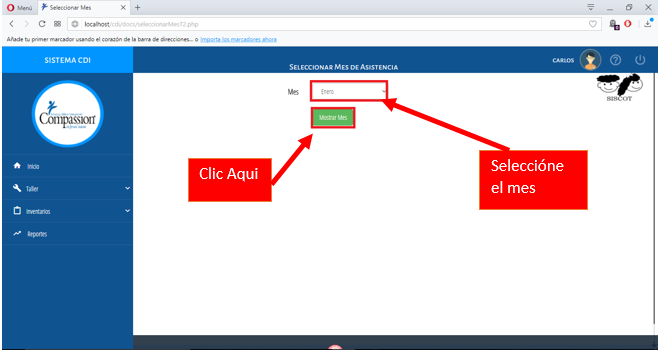 Menú
Seleccionar Mes
localhost/cdi/docs/seleccionarMes72.php
Añade tu primer marcador usando el corazón de la barra de direcciones... o Importa los marcadores ahora
SISTEMA CDI
CARLOS
SELECCIONAR MES DE ASISTENCIA
Compassion
SISCOT
Mes
Enero
Mostrar Mes
Inicio
Taller
Inventarios
Reportes
Clic Aqui
Selecciόne
el mes